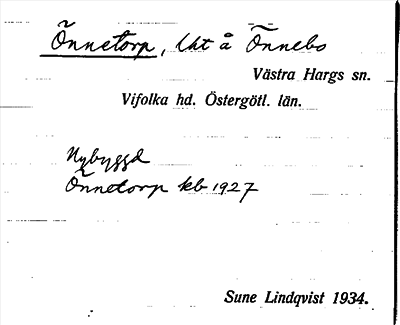 Önnetorp, lht å Önnebo
Västra Hargs sn.
Vifolka hd. Östergötl. län.
Nybyggd
Önnetorp kb 1927
Sune Lindqvist 1934.